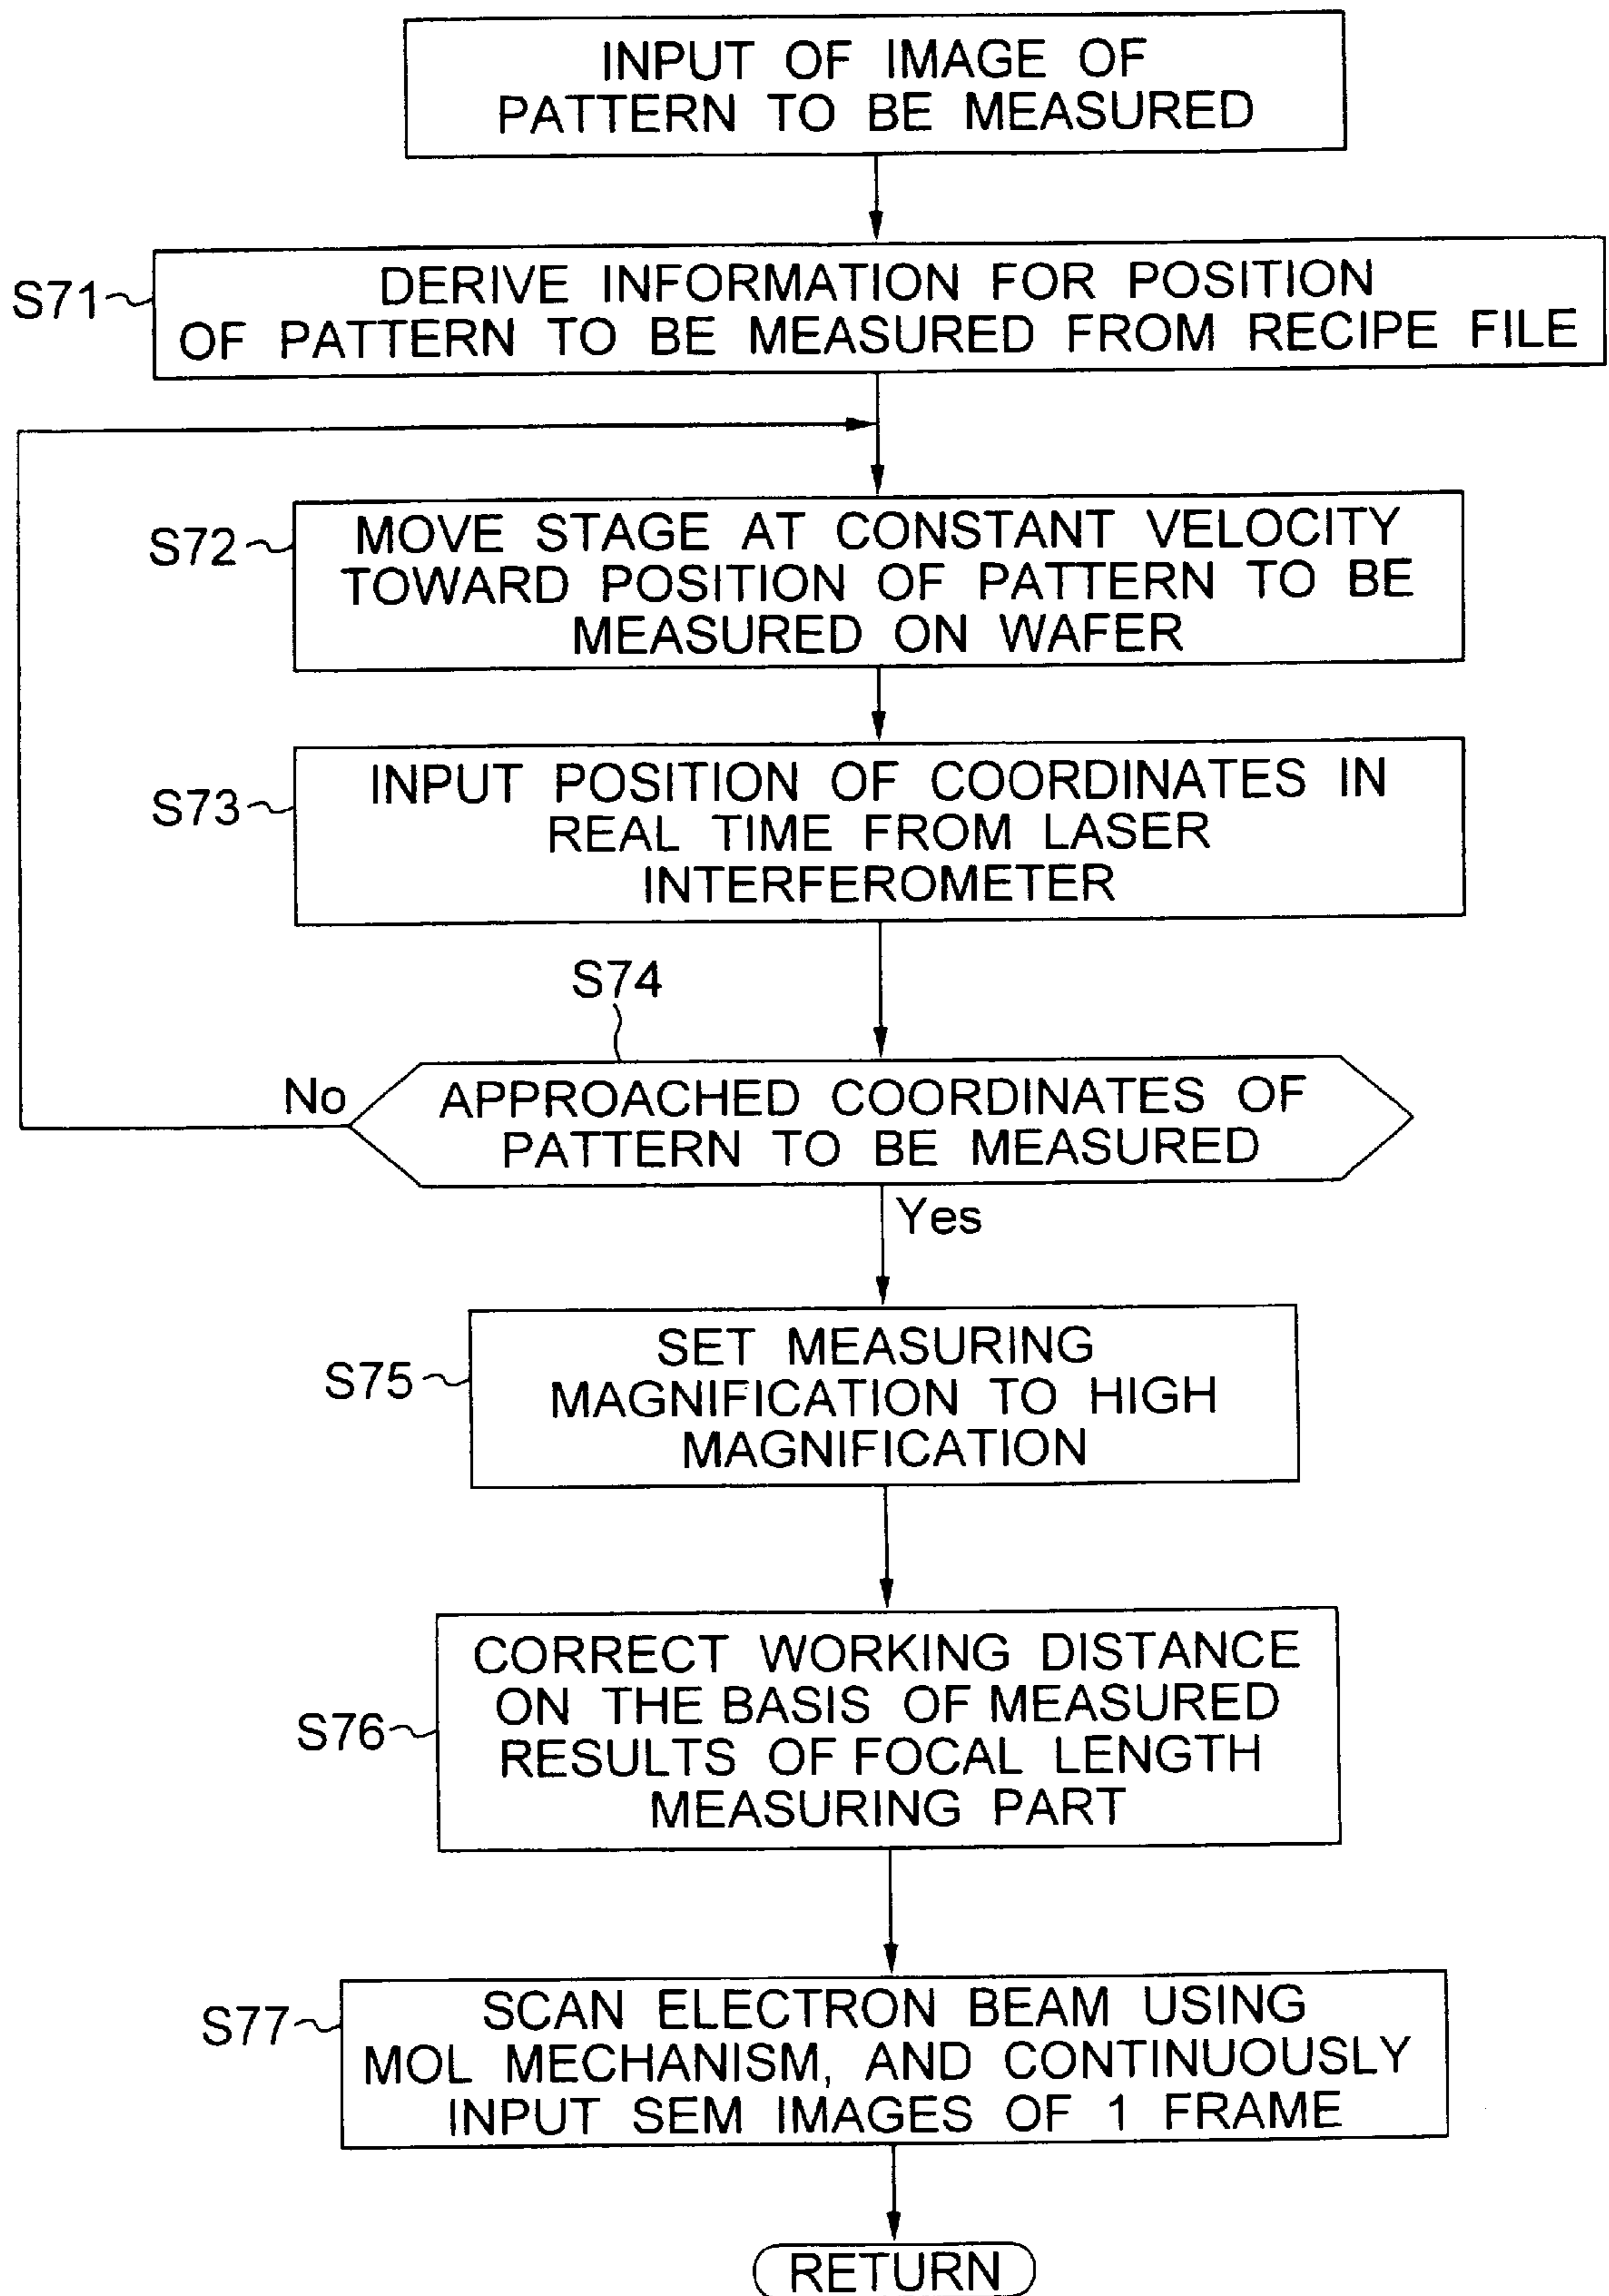 INPUT OF IMAGE OF
PATTERN TO BE MEASURED
S71
DERIVE INFORMATION FOR POSITION
OF PATTERN TO BE MEASURED FROM RECIPE FILE
S72
MOVE STAGE AT CONSTANT VELOCITY
TOWARD POSITION OF PATTERN TO BE
MEASURED ON WAFER
S73
INPUT POSITION OF COORDINATES IN
REAL TIME FROM LASER
INTERFEROMETER
S74
No
APPROACHED COORDINATES OF
PATTERN TO BE MEASURED
Yes
S75
SET MEASURING
MAGNIFICATION TO HIGH
MAGNIFICATION
S76
CORRECT WORKING DISTANCE
ON THE BASIS OF MEASURED
RESULTS OF FOCAL LENGTH
MEASURING PART
S77
SCAN ELECTRON BEAM USING
MOL MECHANISM, AND CONTINUOUSLY
INPUT SEM IMAGES OF 1 FRAME
RETURN